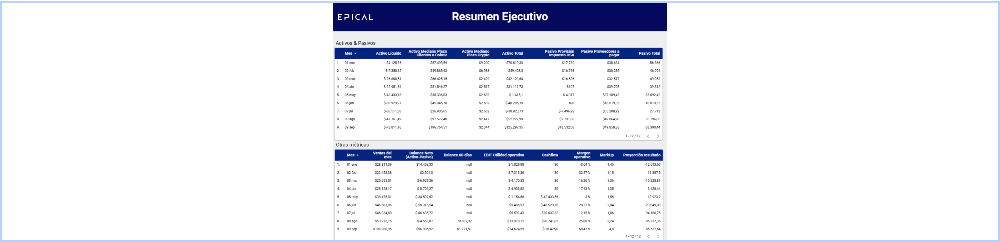 EPICAL
Resumen Ejecutivo
Activos & Pasivos
Mes Activo Líquido Activo Mediano Plazo Clientes a Cobrar Activo Mediano Plazo Crypto Activo Total Pasivo Provisión Impuesto USA Pasivo Proveedores a pagar Pasivo Total
1. 01 ene $4.125,75 $57.493,59 $9.200 $70.819,33 $17.732 $38.634 56.366
2. 02 feb $-7.350,12 $49.865,43 $6.983 $49.498,3 $16.758 $30.236 46.994
3. 03 mar $-26.800,51 $66.425,15 $2.499 $42.123,64 $16.536 $32.517 49.053
4. 04 abr $-22.951,54 $51.546,27 $2.517 $31.111,73 $107 $39.705 39.812
5. 05 may $-42.433,13 $38.336,03 $2.682 $-1.415,1 $-4.017 $37.109,42 33.092,42
6. 06 jun $-88.923,97 $45.945,78 $2.682 $-40.296,19 null $18.019,35 18.019,35
7. 07 jul $-68.511,38 $26.905,65 $2.682 $-38.923,73 $-7.496,92 $35.208,92 27.712
8. 08 ago $-47.761,49 $97.572,48 $2.417 $52.227,99 $7.731,08 $49.064,98 56.796,06
9. 09 sep $-73.811,16 $196.764,51 $2.344 $125.297,35 $18.532,08 $49.858,36 68.390,44
1 - 12 / 12
Otras métricas
Mes Ventas del mes Balance Neto (Activo-Pasivo) Balance 60 días EBIT Utilidad operativa Cashflow Margen operativo MarkUp Proyección resultado
1. 01 ene $28.311,39 $14.453,33 null $-1.029,98 $0 -3,64 % 1,45 -12.513,66
2. 02 feb $22.453,38 $2.504,3 null $-7.313,36 $0 -32,57 % 1,15 -16.387,5
3. 03 mar $25.655,51 $-6.929,36 null $-4.170,33 $0 -16,26 % 1,36 -10.228,81
4. 04 abr $28.128,17 $-8.700,27 null $-4.903,82 $0 -17,43 % 1,35 3.428,44
5. 05 may $38.475,81 $-34.507,52 null $-1.154,66 $-42.433,56 -3 % 1,55 13.923,7
6. 06 jun $46.583,86 $-58.315,54 null $9.486,93 $-46.529,76 20,37 % 2,04 29.049,08
7. 07 jul $46.034,88 $-66.635,72 null $5.591,43 $20.637,32 12,15 % 1,86 94.186,75
8. 08 ago $53.975,16 $-4.568,07 70.887,32 $13.970,72 $20.741,85 25,88 % 2,24 96.337,36
9. 09 sep $108.980,95 $56.906,92 61.771,51 $74.624,59 $-26.425,8 68,47 % 4,8 85.537,64
1 - 12 / 12